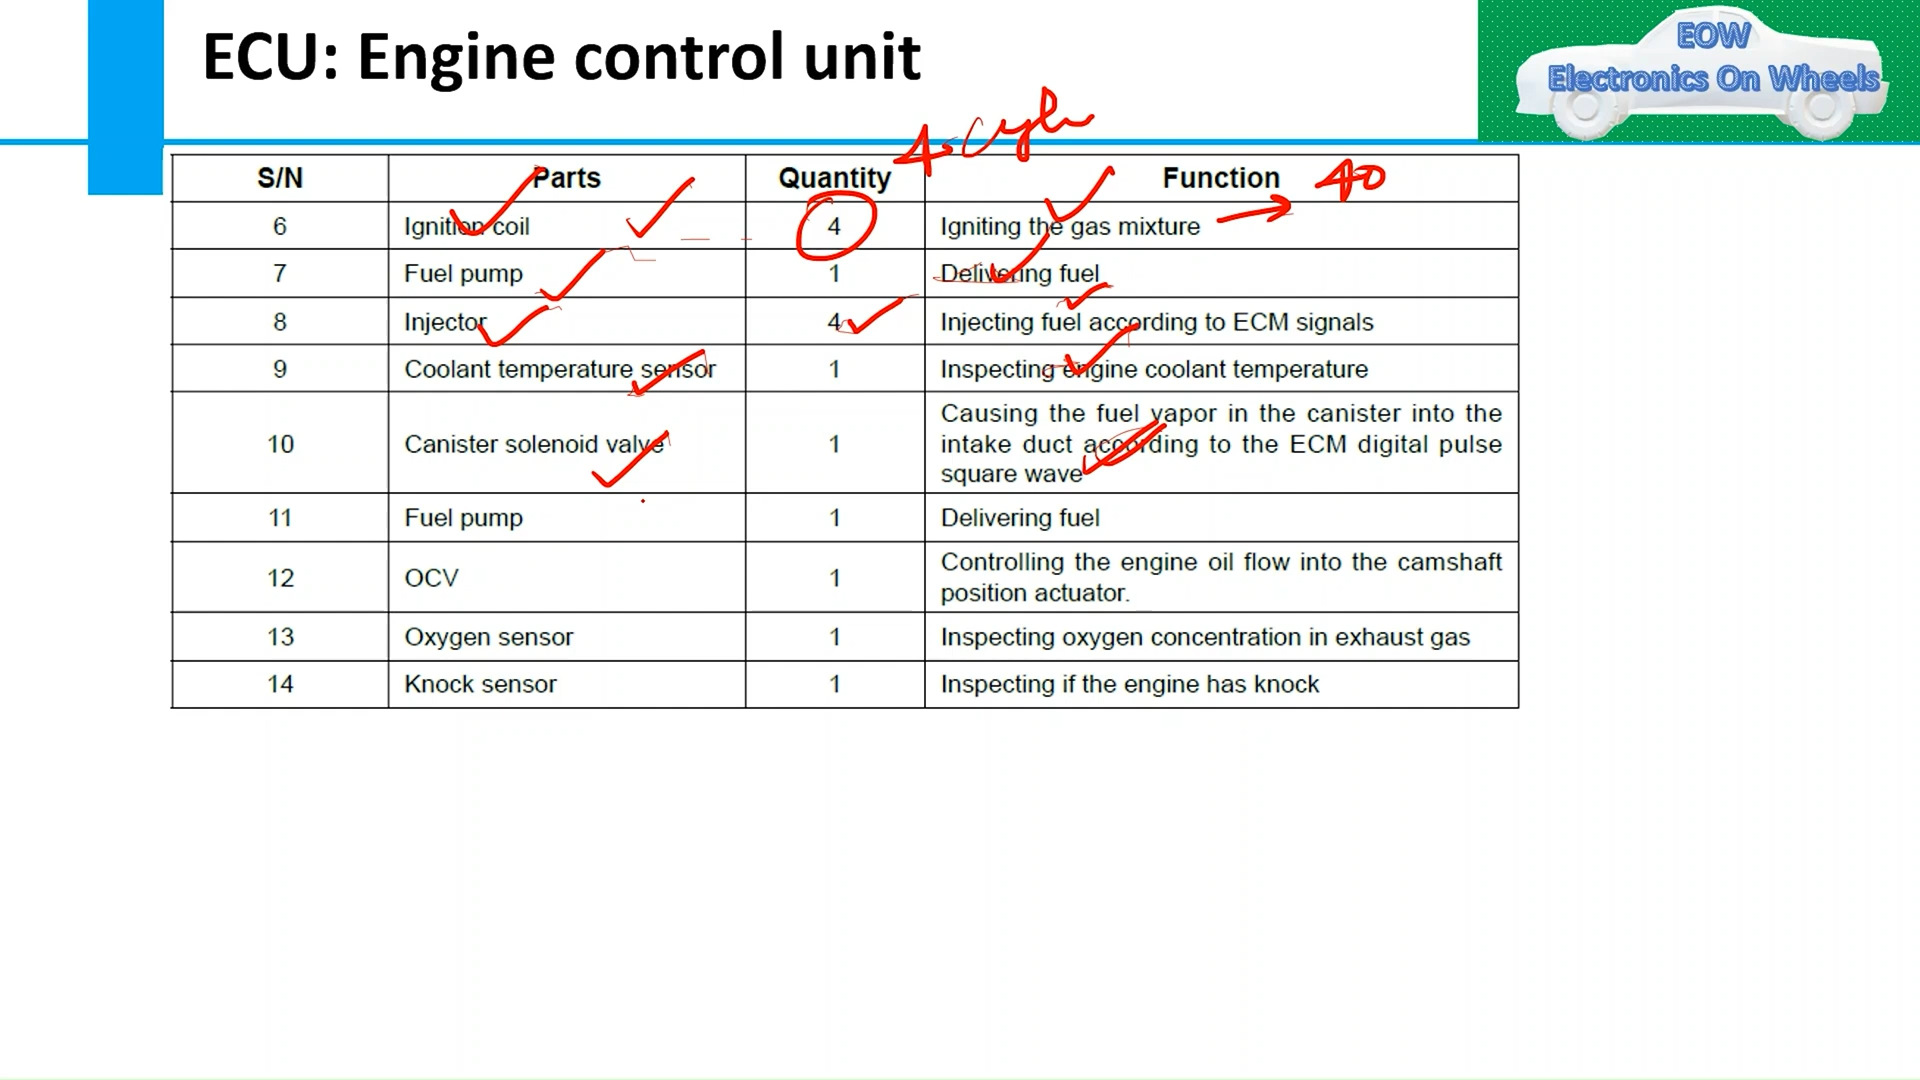 ECU: Engine control unit
EOW
Electronics On Wheels
4
S/N Parts Quantity Function 40
6 Ignition coil 4 Igniting the gas mixture
7 Fuel pump 1 Delivering fuel
8 Injector 4 Injecting fuel according to ECM signals
9 Coolant temperature sensor 1 Inspecting engine coolant temperature
10 Canister solenoid valve 1 Causing the fuel vapor in the canister into the
intake duct according to the ECM digital pulse
square wave
11 Fuel pump 1 Delivering fuel
12 OCV 1 Controlling the engine oil flow into the camshaft
position actuator.
13 Oxygen sensor 1 Inspecting oxygen concentration in exhaust gas
14 Knock sensor 1 Inspecting if the engine has knock